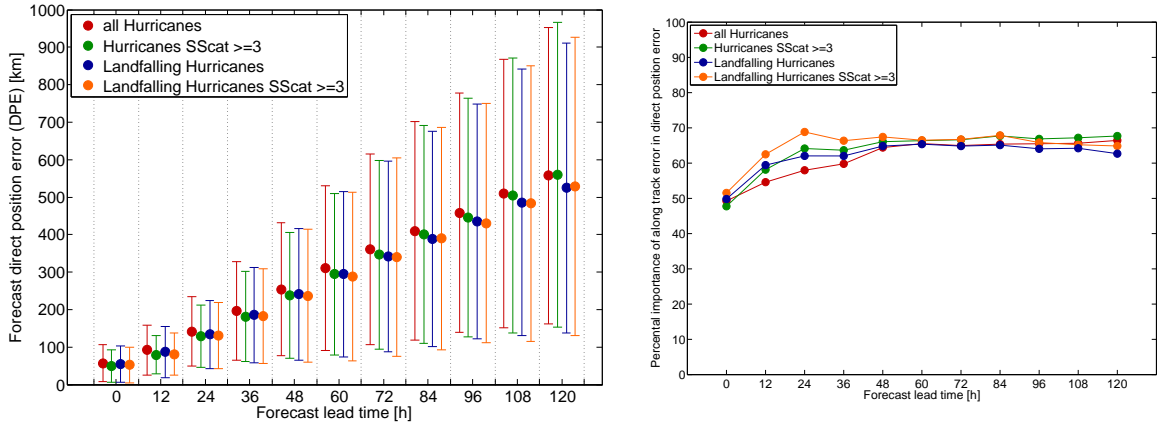 Forecast direct position error (DPE) [km]
1000
900
800
700
600
500
400
300
200
100
0
all Hurricanes
Hurricanes SScat >=3
Landfalling Hurricanes
Landfalling Hurricanes SScat >=3
0 12 24 36 48 60 72 84 96 108 120
Forecast lead time [h]
Percental importance of along track error in direct position error
100
90
80
70
60
50
40
30
20
10
0
all Hurricanes
Hurricanes SScat >=3
Landfalling Hurricanes
Landfalling Hurricanes SScat >=3
0 12 24 36 48 60 72 84 96 108 120
Forecast lead time [h]